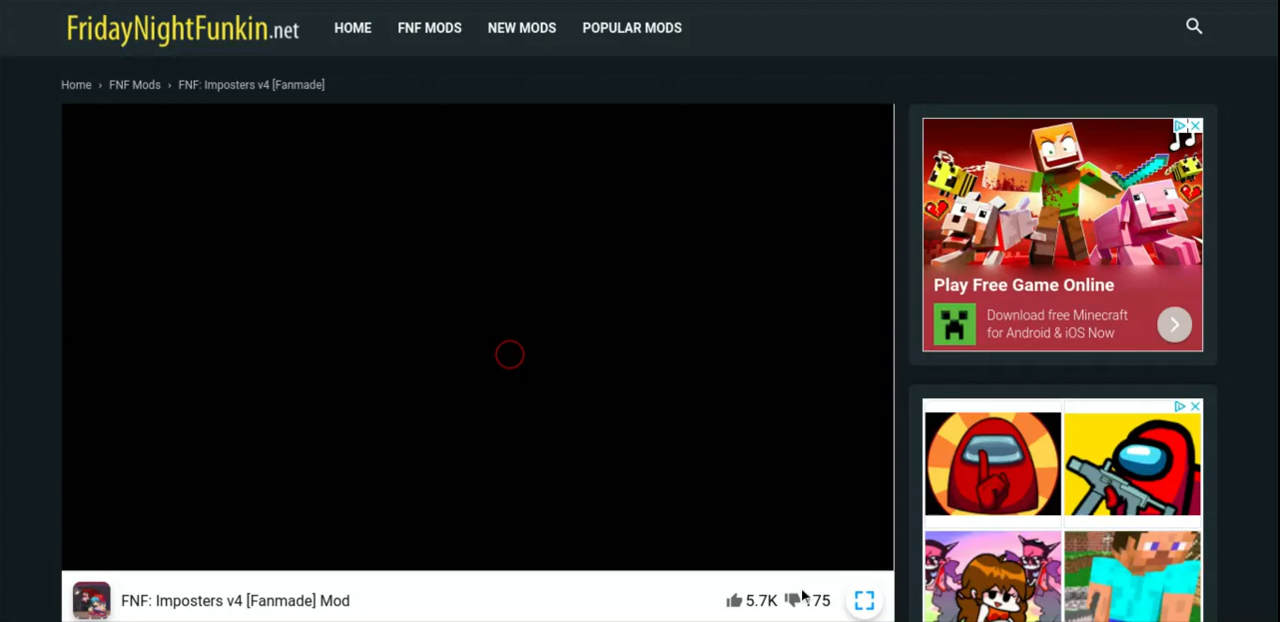 FridayNightFunkin.net HOME FNF MODS NEW MODS POPULAR MODS
Home › FNF Mods › FNF: Imposters v4 [Fanmade]
Play Free Game Online
Download free Minecraft
for Android & iOS Now
FNF: Imposters v4 [Fanmade] Mod 5.7K